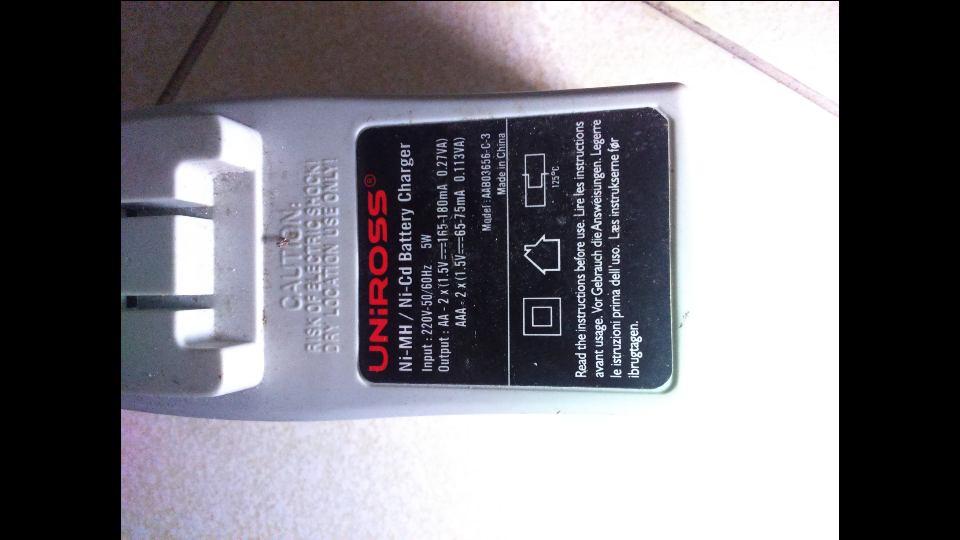 CAUTION:
RISK OF ELECTRIC SHOCK!
DRY LOCATION USE ONLY!
UNiROSS®
Ni-MH / Ni-Cd Battery Charger
Input : 220V-50/60Hz 5W
Output : AA - 2 x (1.5V⎓165-180mA 0.27VA)
AAA - 2 x (1.5V⎓65-75mA 0.113VA)
Model : AAB03656-C-3
Made in China
125°C
Read the instructions before use. Lire les instructions
avant usage. Vor Gebrauch die Anweisungen. Legerre
le istruzioni prima dell'uso. Læs instrukserne før
ibrugtagen.